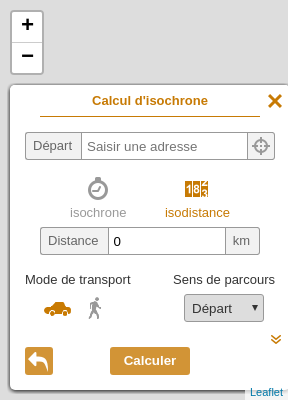 +
−
Calcul d'isochrone
Départ Saisir une adresse
isochrone isodistance
Distance 0 km
Mode de transport Sens de parcours
Départ
Calculer
Leaflet